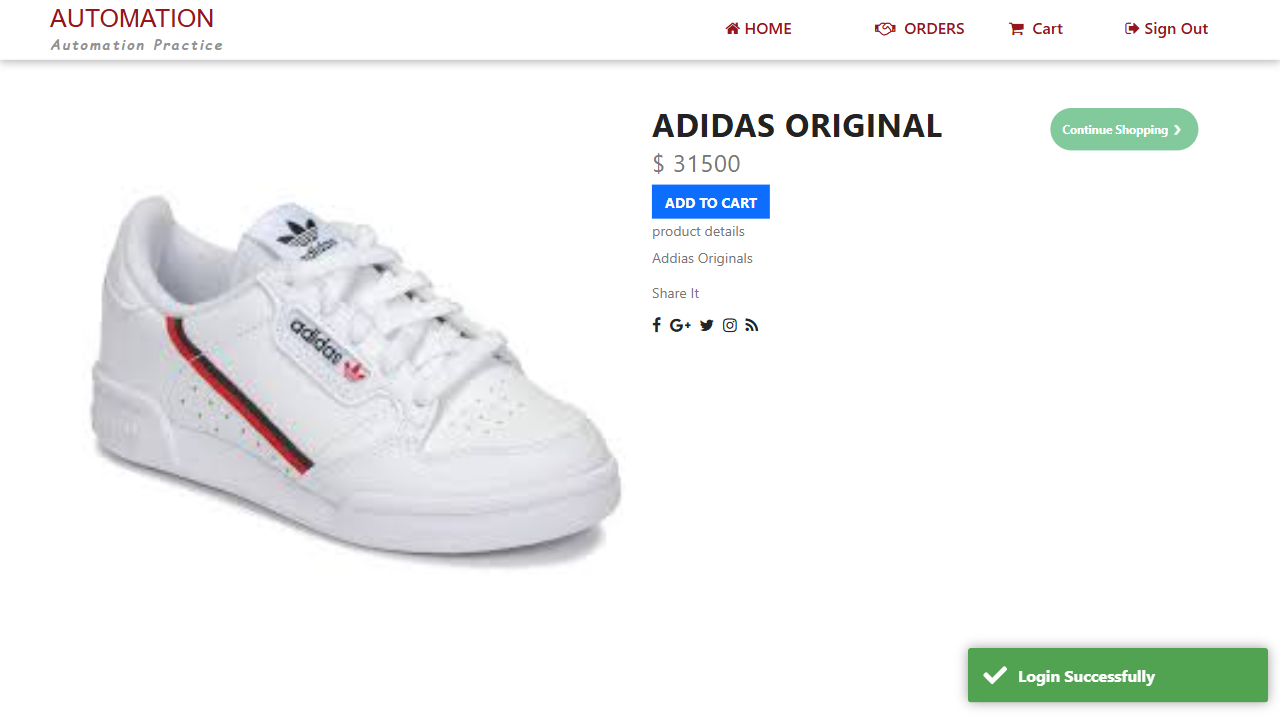 AUTOMATION
Automation Practice
HOME
ORDERS
Cart
Sign Out
ADIDAS ORIGINAL
Continue Shopping
$ 31500
ADD TO CART
product details
Addias Originals
Share It
adidas
adidas
Login Successfully